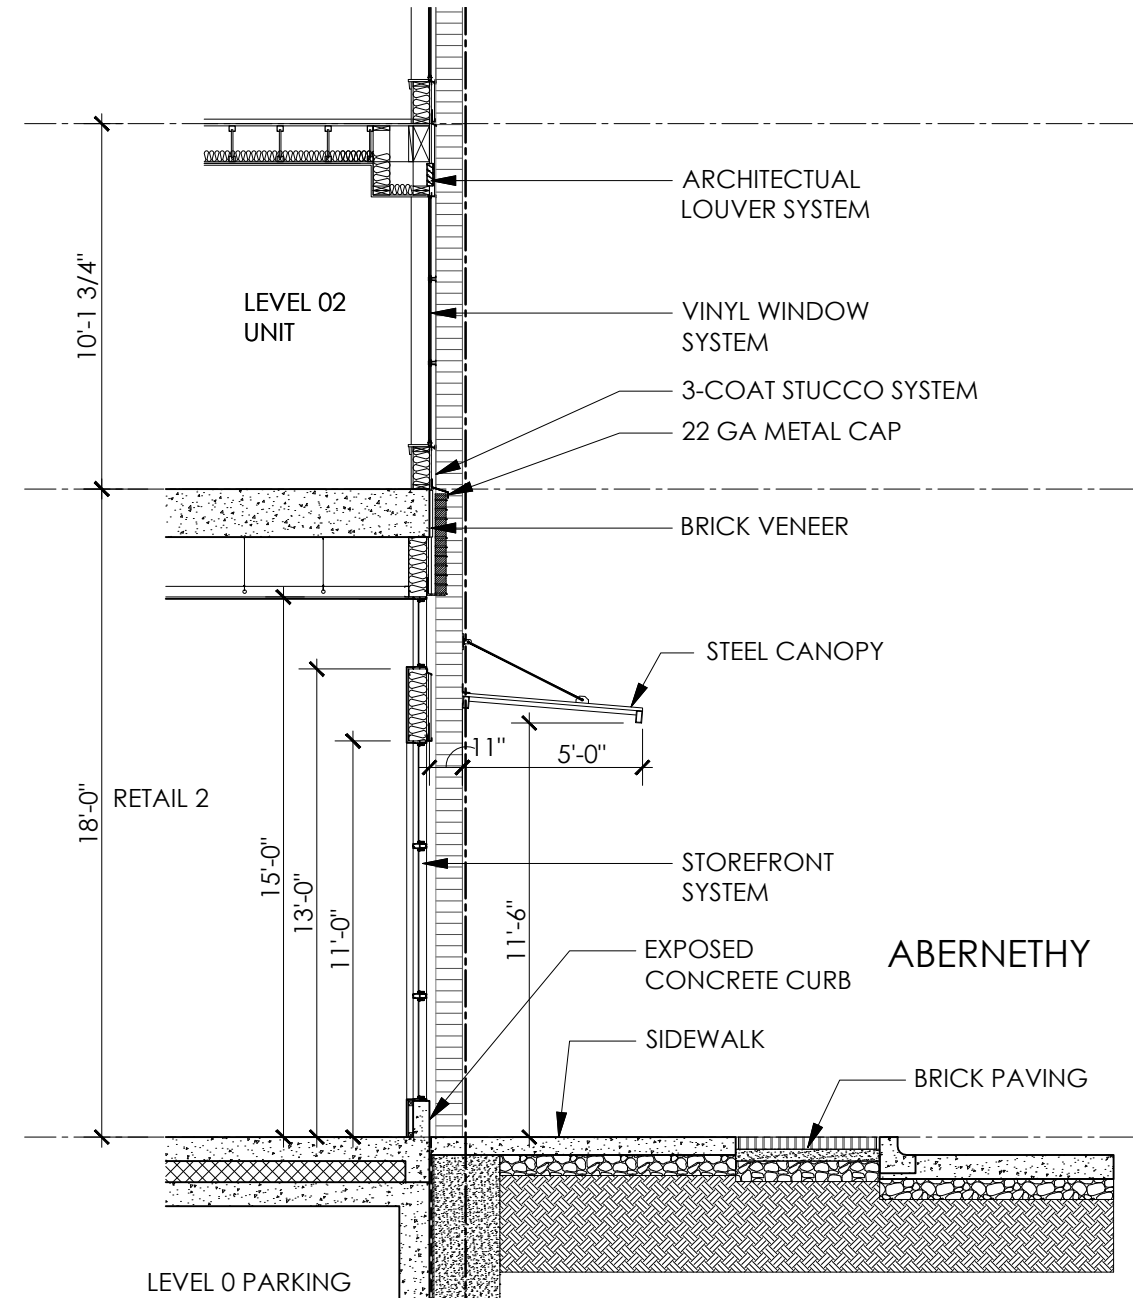 ARCHITECTUAL
LOUVER SYSTEM
10'-1 3/4"
LEVEL 02
UNIT
VINYL WINDOW
SYSTEM
3-COAT STUCCO SYSTEM
22 GA METAL CAP
BRICK VENEER
STEEL CANOPY
11"
5'-0"
18'-0"
RETAIL 2
15'-0"
13'-0"
11'-0"
11'-6"
STOREFRONT
SYSTEM
EXPOSED
CONCRETE CURB
ABERNETHY
SIDEWALK
BRICK PAVING
LEVEL 0 PARKING